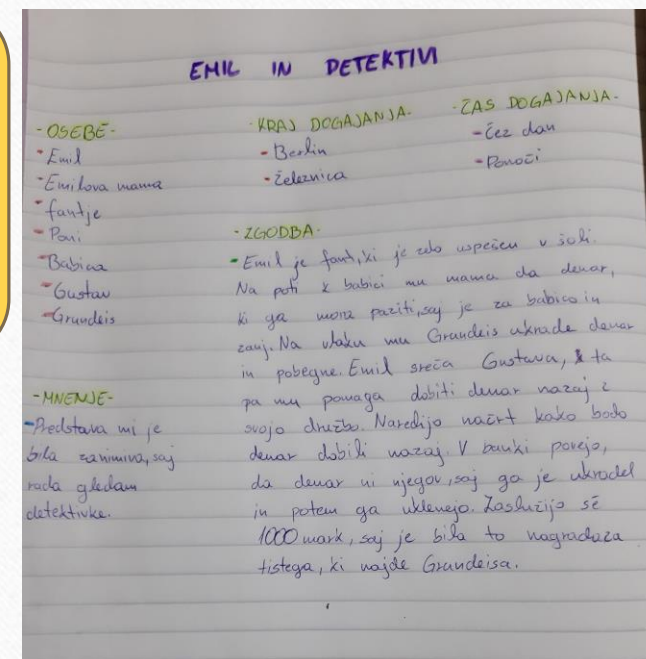 EMIL IN DETEKTIVI
-OSEBE-
-Emil
-Emilova mama
-fantje
-Poni
-Babica
-Gustav
-Grundeis
-MNENJE-
-Predstava mi je
bila zanimiva, saj
rada gledam
detektivke.
-KRAJ DOGAJANJA-
-Berlin
-železnica
-ČAS DOGAJANJA-
-Čez dan
-Ponoči
-ZGODBA-
-Emil je fant, ki je zelo uspešen v šoli.
Na poti k babici mu mama da denar,
ki ga mora paziti, saj je za babico in
zanj. Na vlaku mu Grundeis ukrade denar
in pobegne. Emil sreča Gustava, ta
pa mu pomaga dobiti denar nazaj z
svojo družbo. Naredijo načrt kako bodo
denar dobili nazaj. V banki povejo,
da denar ni njegov, saj ga je ukradel
in potem ga uklenejo. Zaslužijo še
1000 mark, saj je bila to nagrada za
tistega, ki najde Grundeisa.